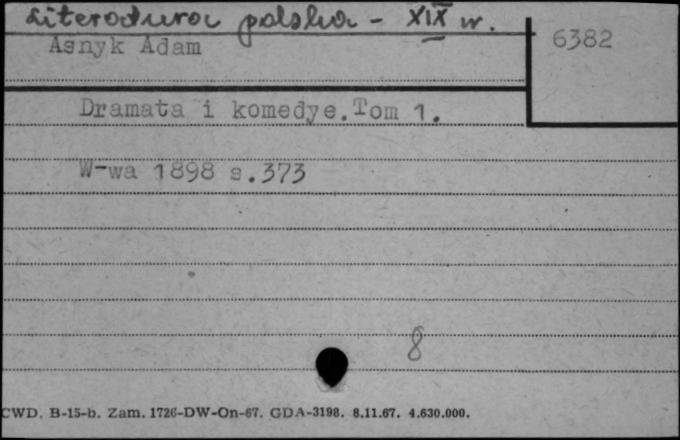 Literatura polska - XIX w.
Asnyk Adam
6382
Dramata i komedye.Tom 1.
W-wa 1898 s.373
8
CWD. B-15-b. Zam. 1726-DW-On-67. GDA-3198. 8.11.67. 4.630.000.